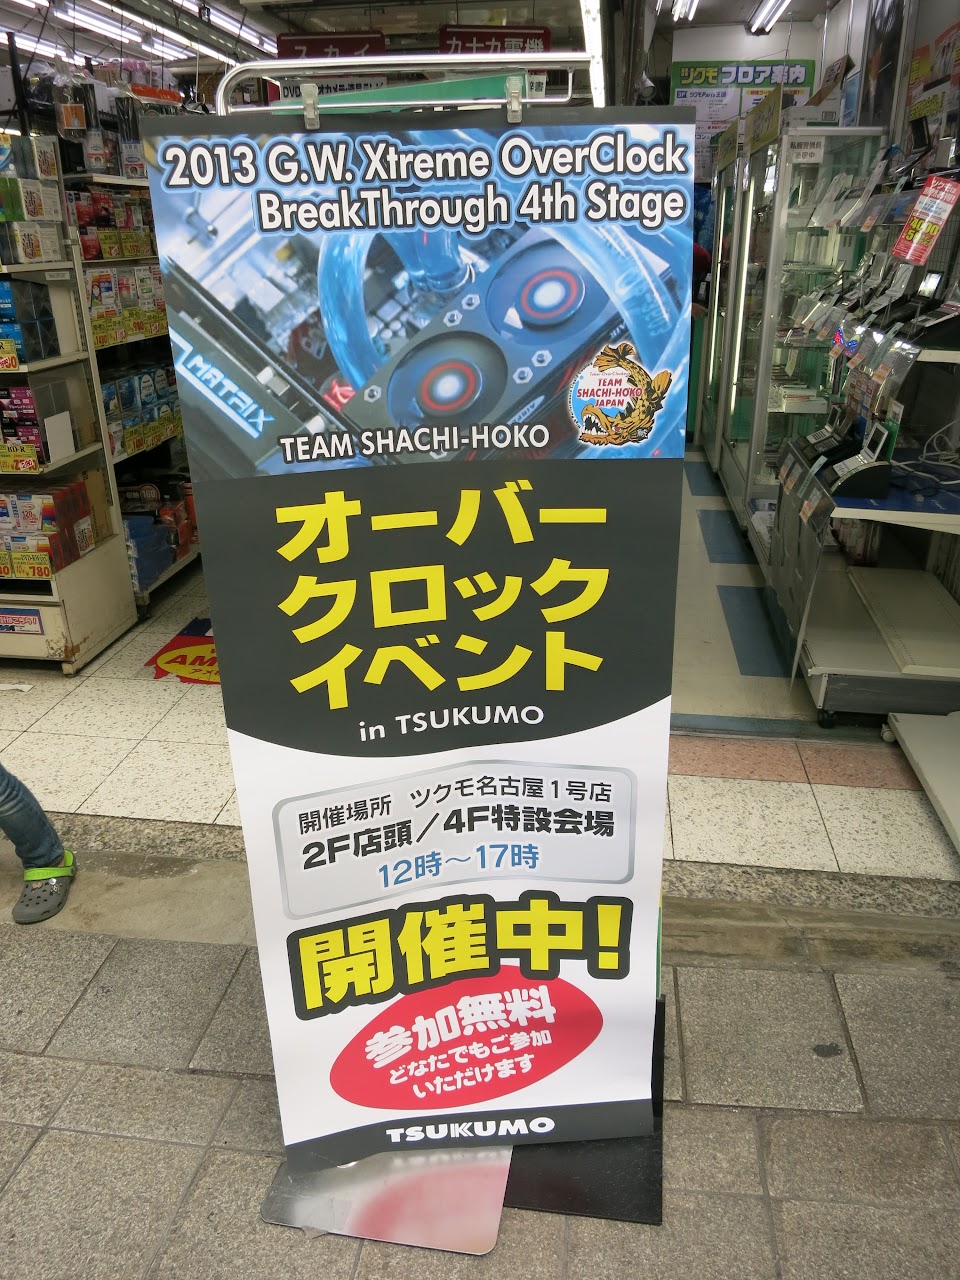 スカイ
カナカ電機
ツクモ フロア案内
2013 G.W. Xtreme OverClock
BreakThrough 4th Stage
MATRIX
TEAM
SHACHI-HOKO
JAPAN
TEAM SHACHI-HOKO
オーバー
クロック
イベント
in TSUKUMO
開催場所 ツクモ名古屋1号店
2F店頭/4F特設会場
12時~17時
開催中!
参加無料
どなたでもご参加
いただけます
TSUKUMO